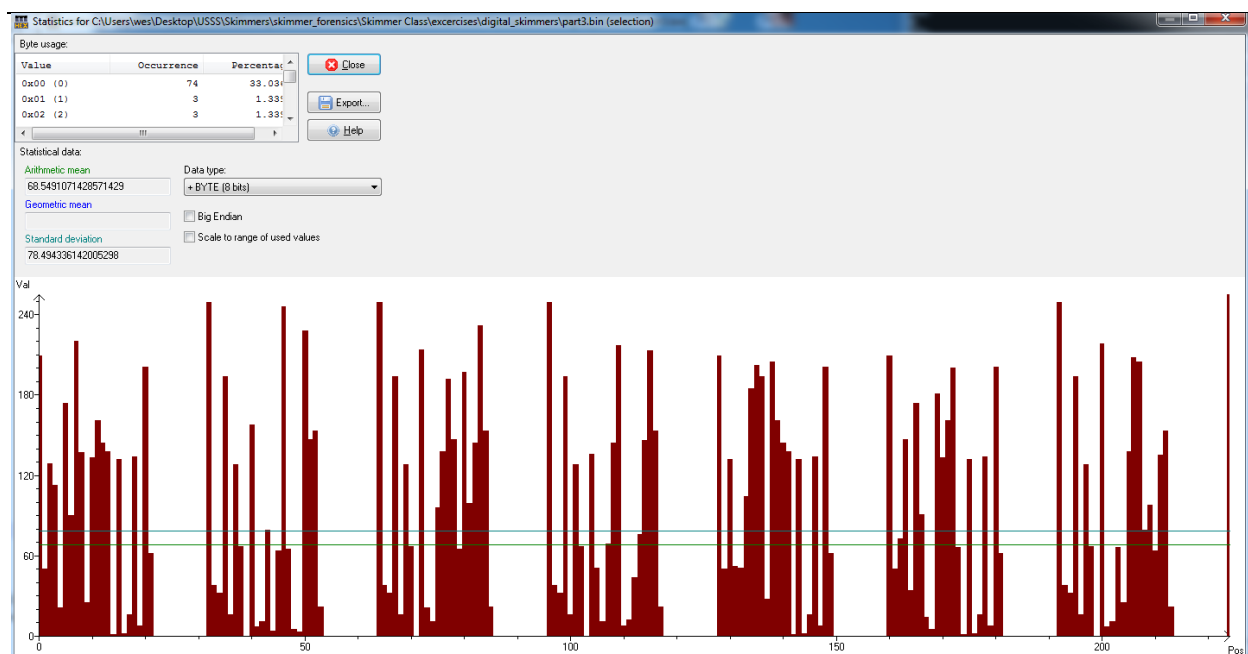 Statistics for C:\Users\wes\Desktop\USSS\Skimmers\skimmer_forensics\Skimmer Class\excercises\digital_skimmers\part3.bin (selection)
Byte usage:
Value Occurrence Percentag
0x00 (0) 74 33.036
0x01 (1) 3 1.339
0x02 (2) 3 1.339
Close
Export...
Help
Statistical data:
Arithmetic mean
68.5491071428571429
Geometric mean
Standard deviation
78.494336142005298
Data type:
+ BYTE (8 bits)
Big Endian
Scale to range of used values
Val
240
180
120
60
0
0 50 100 150 200 Pos